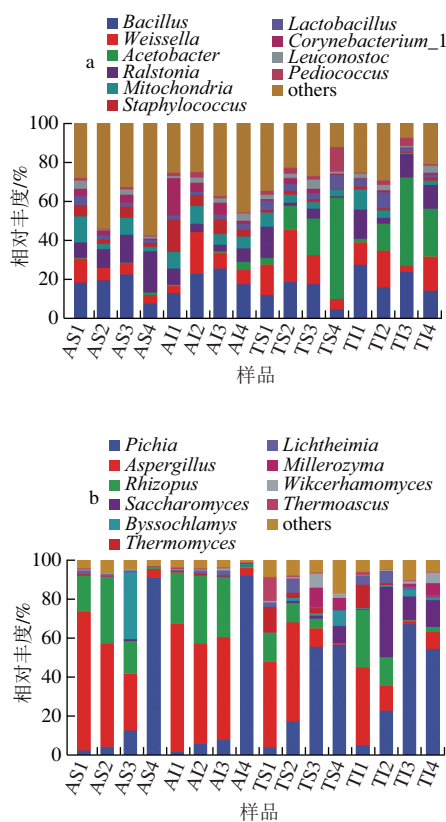 a
Bacillus
Weissella
Acetobacter
Ralstonia
Mitochondria
Staphylococcus
Lactobacillus
Corynebacterium_1
Leuconostoc
Pediococcus
others
相对丰度/%
100
80
60
40
20
0
AS1 AS2 AS3 AS4 AI1 AI2 AI3 AI4 TS1 TS2 TS3 TS4 TI1 TI2 TI3 TI4
样品
b
Pichia
Aspergillus
Rhizopus
Saccharomyces
Byssochlamys
Thermomyces
Lichtheimia
Millerozyma
Wikcerhamomyces
Thermoascus
others
相对丰度/%
100
80
60
40
20
0
AS1 AS2 AS3 AS4 AI1 AI2 AI3 AI4 TS1 TS2 TS3 TS4 TI1 TI2 TI3 TI4
样品